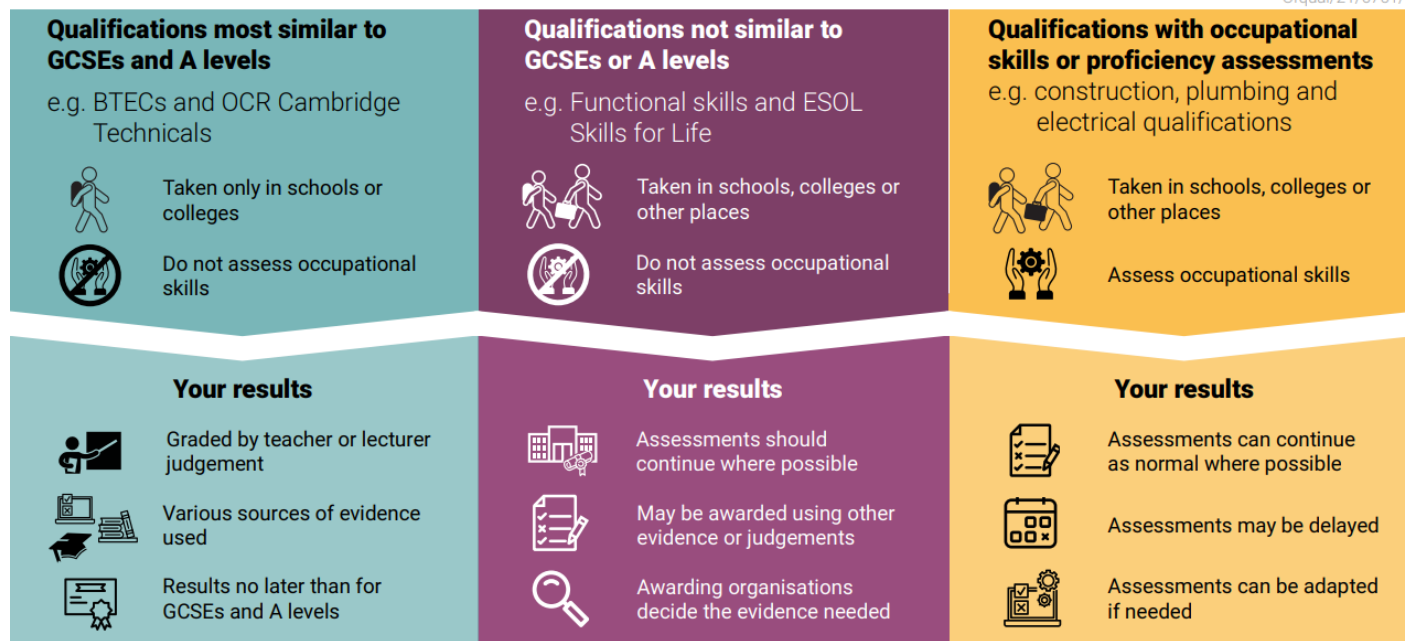 Qualifications most similar to
GCSEs and A levels
e.g. BTECs and OCR Cambridge
Technicals
Taken only in schools or
colleges
Do not assess occupational
skills
Your results
Graded by teacher or lecturer
judgement
Various sources of evidence
used
Results no later than for
GCSEs and A levels
Qualifications not similar to
GCSEs or A levels
e.g. Functional skills and ESOL
Skills for Life
Taken in schools, colleges or
other places
Do not assess occupational
skills
Your results
Assessments should
continue where possible
May be awarded using other
evidence or judgements
Awarding organisations
decide the evidence needed
Qualifications with occupational
skills or proficiency assessments
e.g. construction, plumbing and
electrical qualifications
Taken in schools, colleges or
other places
Assess occupational skills
Your results
Assessments can continue
as normal where possible
Assessments may be delayed
Assessments can be adapted
if needed